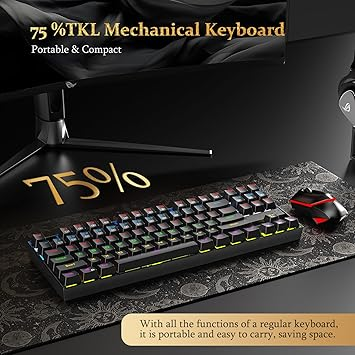 75 %TKL Mechanical Keyboard
Portable & Compact
75%
With all the functions of a regular keyboard,
it is portable and easy to carry, saving space.